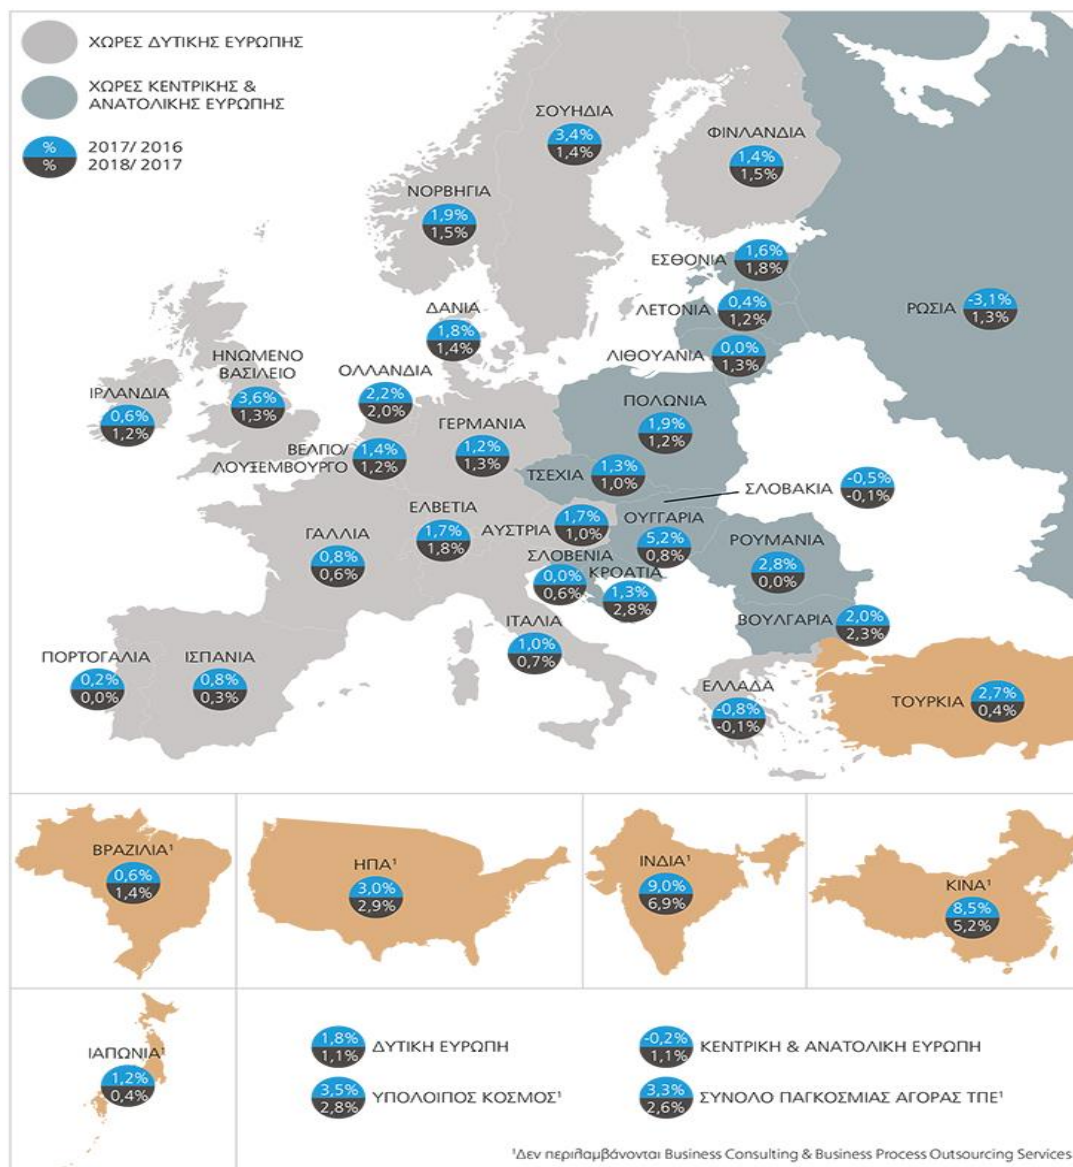 ΧΩΡΕΣ ΔΥΤΙΚΗΣ ΕΥΡΩΠΗΣ
ΧΩΡΕΣ ΚΕΝΤΡΙΚΗΣ &
ΑΝΑΤΟΛΙΚΗΣ ΕΥΡΩΠΗΣ
% 2017/ 2016
% 2018/ 2017
ΣΟΥΗΔΙΑ
3,4%
1,4%
ΦΙΝΛΑΝΔΙΑ
1,4%
1,5%
ΝΟΡΒΗΓΙΑ
1,9%
1,5%
ΕΣΘΟΝΙΑ
1,6%
1,8%
ΛΕΤΟΝΙΑ
0,4%
1,2%
ΡΩΣΙΑ
-3,1%
1,3%
ΔΑΝΙΑ
1,8%
1,4%
ΛΙΘΟΥΑΝΙΑ
0,0%
1,3%
ΗΝΩΜΕΝΟ
ΒΑΣΙΛΕΙΟ
3,6%
1,3%
ΟΛΛΑΝΔΙΑ
2,2%
2,0%
ΙΡΛΑΝΔΙΑ
0,6%
1,2%
ΠΟΛΩΝΙΑ
1,9%
1,2%
ΓΕΡΜΑΝΙΑ
1,2%
1,3%
ΒΕΛΓΙΟ/
ΛΟΥΞΕΜΒΟΥΡΓΟ
1,4%
1,2%
ΤΣΕΧΙΑ
1,3%
1,0%
ΣΛΟΒΑΚΙΑ
-0,5%
-0,1%
ΕΛΒΕΤΙΑ
1,7%
1,8%
ΑΥΣΤΡΙΑ
1,7%
1,0%
ΟΥΓΓΑΡΙΑ
5,2%
0,8%
ΓΑΛΛΙΑ
0,8%
0,6%
ΡΟΥΜΑΝΙΑ
2,8%
0,0%
ΣΛΟΒΕΝΙΑ
0,0%
0,6%
ΚΡΟΑΤΙΑ
1,3%
2,8%
ΒΟΥΛΓΑΡΙΑ
2,0%
2,3%
ΙΤΑΛΙΑ
1,0%
0,7%
ΠΟΡΤΟΓΑΛΙΑ
0,2%
0,0%
ΙΣΠΑΝΙΑ
0,8%
0,3%
ΕΛΛΑΔΑ
-0,8%
-0,1%
ΤΟΥΡΚΙΑ
2,7%
0,4%
ΒΡΑΖΙΛΙΑ¹
0,6%
1,4%
ΗΠΑ¹
3,0%
2,9%
ΙΝΔΙΑ¹
9,0%
6,9%
ΚΙΝΑ¹
8,5%
5,2%
ΙΑΠΩΝΙΑ¹
1,2%
0,4%
1,8%
1,1%
ΔΥΤΙΚΗ ΕΥΡΩΠΗ
-0,2%
1,1%
ΚΕΝΤΡΙΚΗ & ΑΝΑΤΟΛΙΚΗ ΕΥΡΩΠΗ
3,5%
2,8%
ΥΠΟΛΟΙΠΟΣ ΚΟΣΜΟΣ¹
3,3%
2,6%
ΣΥΝΟΛΟ ΠΑΓΚΟΣΜΙΑΣ ΑΓΟΡΑΣ ΤΠΕ¹
¹Δεν περιλαμβάνονται Business Consulting & Business Process Outsourcing Services